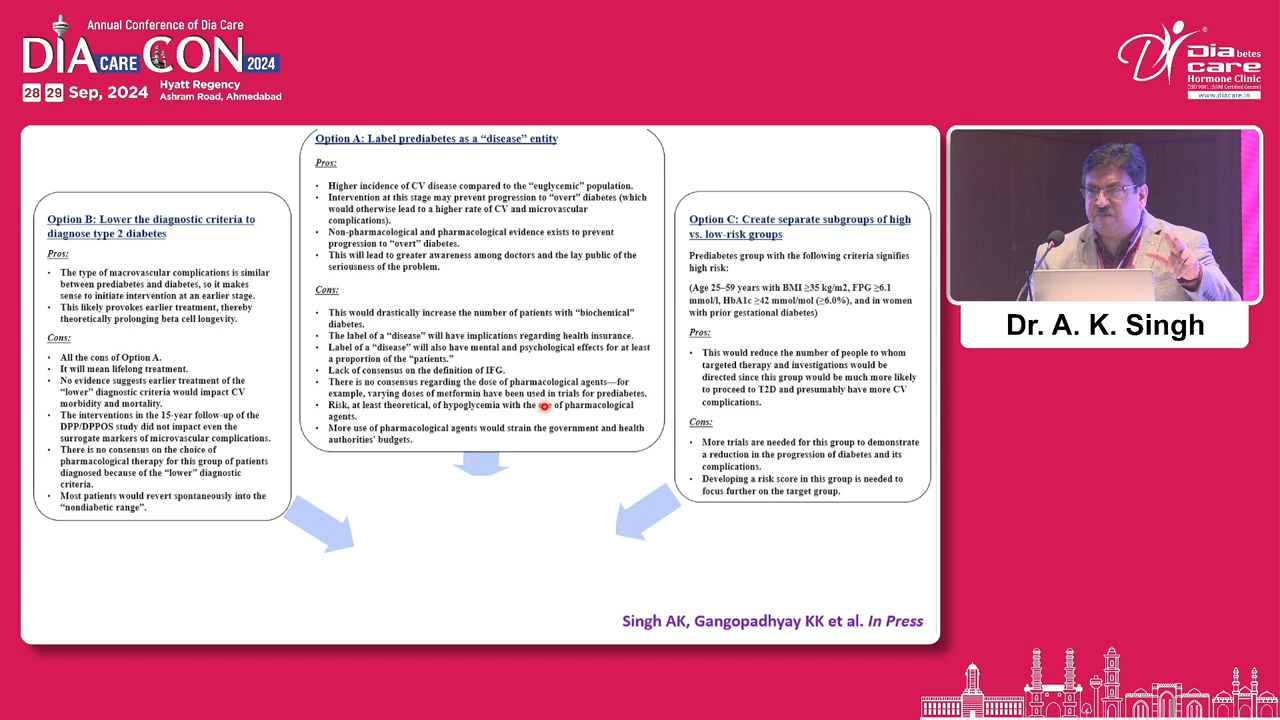 Annual Conference of Dia Care
DIA CARE CON 2024
28 29 Sep, 2024
Hyatt Regency
Ashram Road, Ahmedabad
®
Diabetes
care
Hormone Clinic
(ISO 9001:2008 Certified Centre)
www.diacare.in
Option A: Label prediabetes as a “disease” entity
Pros:
• Higher incidence of CV disease compared to the “euglycemic” population.
• Intervention at this stage may prevent progression to “overt” diabetes (which
would otherwise lead to a higher rate of CV and microvascular
complications).
• Non-pharmacological and pharmacological evidence exists to prevent
progression to “overt” diabetes.
• This will lead to greater awareness among doctors and the lay public of the
seriousness of the problem.
Cons:
• This would drastically increase the number of patients with “biochemical”
diabetes.
• The label of a “disease” will have implications regarding health insurance.
• Label of a “disease” will also have mental and psychological effects for at least
a proportion of the “patients.”
• Lack of consensus on the definition of IFG.
• There is no consensus regarding the dose of pharmacological agents—for
example, varying doses of metformin have been used in trials for prediabetes.
• Risk, at least theoretical, of hypoglycemia with the of pharmacological
agents.
• More use of pharmacological agents would strain the government and health
authorities' budgets.
Option B: Lower the diagnostic criteria to
diagnose type 2 diabetes
Pros:
• The type of macrovascular complications is similar
between prediabetes and diabetes, so it makes
sense to initiate intervention at an earlier stage.
• This likely provokes earlier treatment, thereby
theoretically prolonging beta cell longevity.
Cons:
• All the cons of Option A.
• It will mean lifelong treatment.
• No evidence suggests earlier treatment of the
“lower” diagnostic criteria would impact CV
morbidity and mortality.
• The interventions in the 15-year follow-up of the
DPP/DPPOS study did not impact even the
surrogate markers of microvascular complications.
• There is no consensus on the choice of
pharmacological therapy for this group of patients
diagnosed because of the “lower” diagnostic
criteria.
• Most patients would revert spontaneously into the
“nondiabetic range”.
Option C: Create separate subgroups of high
vs. low-risk groups
Prediabetes group with the following criteria signifies
high risk:
(Age 25–59 years with BMI ≥35 kg/m2, FPG ≥6.1
mmol/l, HbA1c ≥42 mmol/mol (≥6.0%), and in women
with prior gestational diabetes)
Pros:
• This would reduce the number of people to whom
targeted therapy and investigations would be
directed since this group would be much more likely
to proceed to T2D and presumably have more CV
complications.
Cons:
• More trials are needed for this group to demonstrate
a reduction in the progression of diabetes and its
complications.
• Developing a risk score in this group is needed to
focus further on the target group.
Singh AK, Gangopadhyay KK et al. In Press
Dr. A. K. Singh